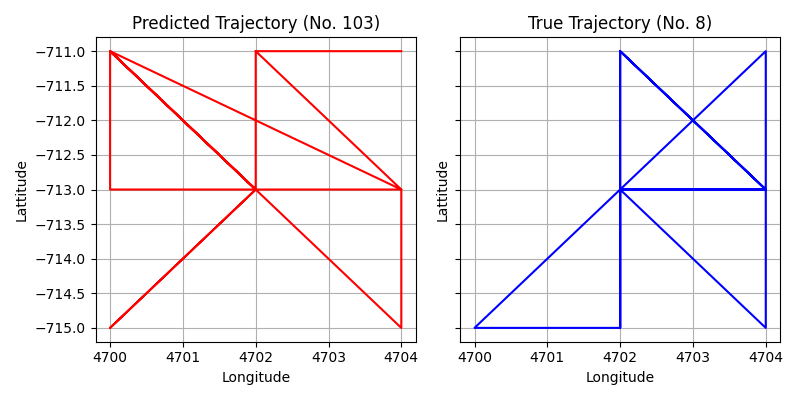 Predicted Trajectory (No. 103)
Lattitude
−711.0
−711.5
−712.0
−712.5
−713.0
−713.5
−714.0
−714.5
−715.0
4700 4701 4702 4703 4704
Longitude
True Trajectory (No. 8)
Lattitude
4700 4701 4702 4703 4704
Longitude